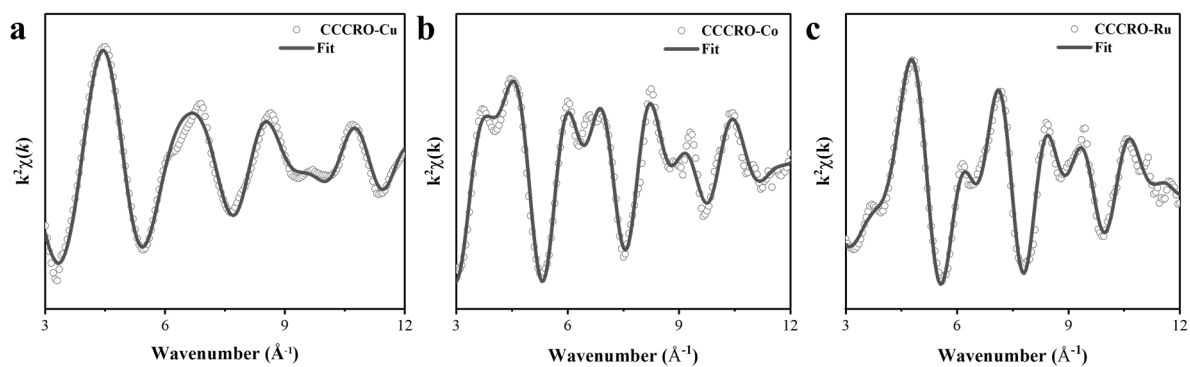 a
CCCRO-Cu
Fit
k²χ(k)
3 6 9 12
Wavenumber (Å⁻¹)
b
CCCRO-Co
Fit
k²χ(k)
3 6 9 12
Wavenumber (Å⁻¹)
c
CCCRO-Ru
Fit
k²χ(k)
3 6 9 12
Wavenumber (Å⁻¹)